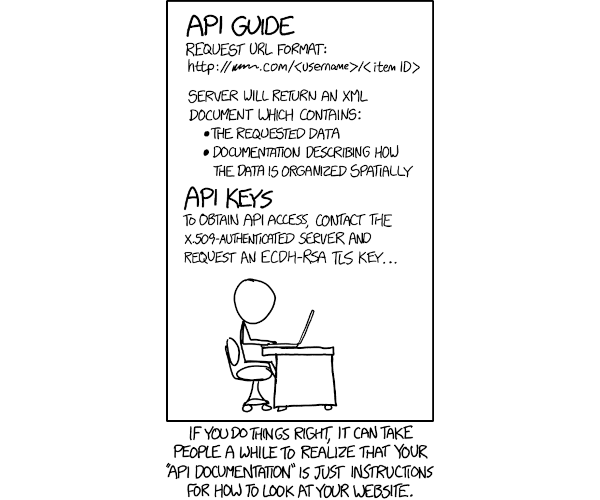 API GUIDE
REQUEST URL FORMAT:
http://.com/<username>/<item ID>
SERVER WILL RETURN AN XML
DOCUMENT WHICH CONTAINS:
• THE REQUESTED DATA
• DOCUMENTATION DESCRIBING HOW
THE DATA IS ORGANIZED SPATIALLY
API KEYS
TO OBTAIN API ACCESS, CONTACT THE
X.509-AUTHENTICATED SERVER AND
REQUEST AN ECDH-RSA TLS KEY...
IF YOU DO THINGS RIGHT, IT CAN TAKE
PEOPLE A WHILE TO REALIZE THAT YOUR
"API DOCUMENTATION" IS JUST INSTRUCTIONS
FOR HOW TO LOOK AT YOUR WEBSITE.